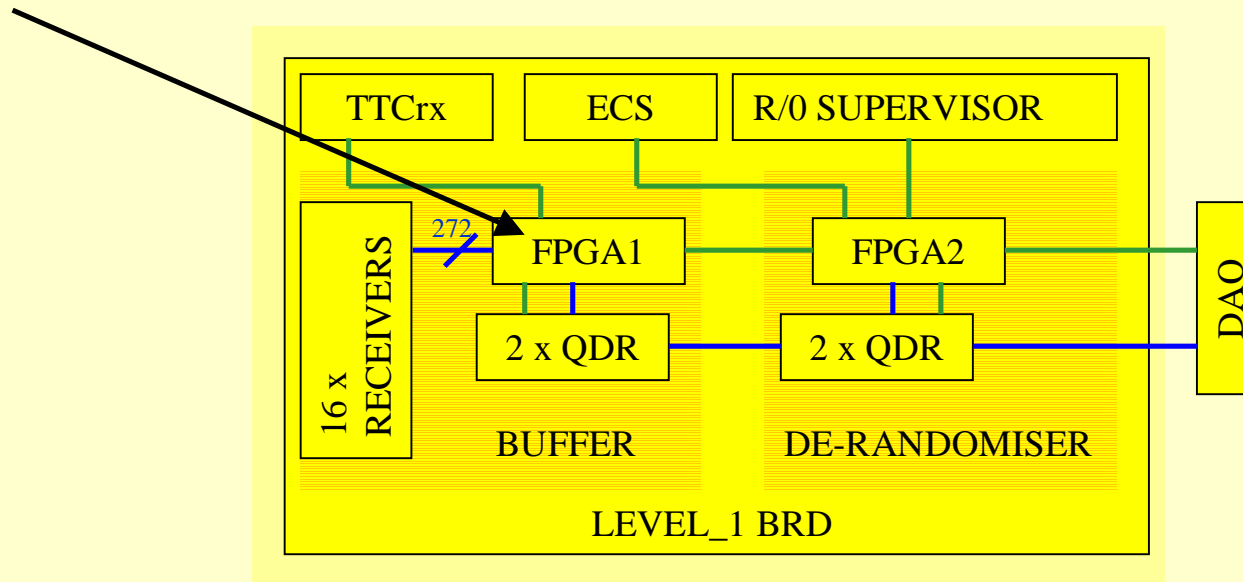 TTCrx
ECS
R/0 SUPERVISOR
272
FPGA1
FPGA2
16 x
RECEIVERS
2 x QDR
2 x QDR
DAQ
BUFFER
DE-RANDOMISER
LEVEL_1 BRD